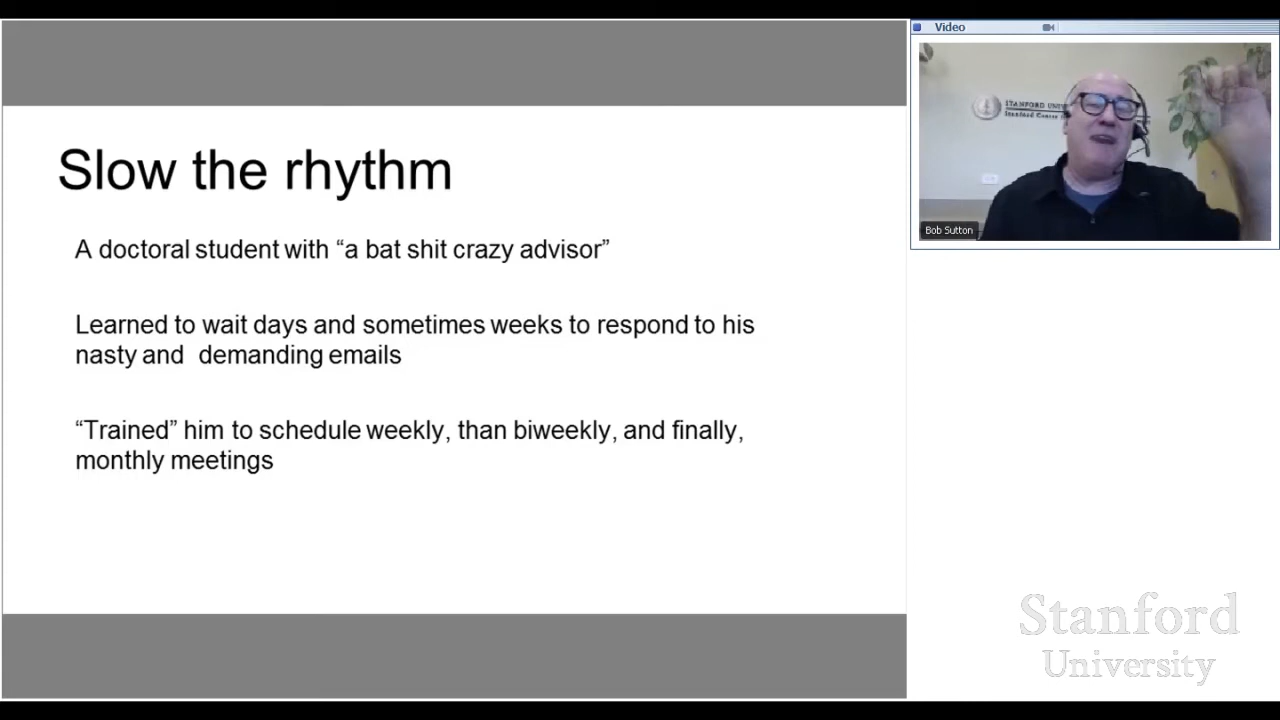 Slow the rhythm
A doctoral student with “a bat shit crazy advisor”
Learned to wait days and sometimes weeks to respond to his
nasty and demanding emails
“Trained” him to schedule weekly, than biweekly, and finally,
monthly meetings
Video
STANFORD
Stanford
Bob Sutton
Stanford
University